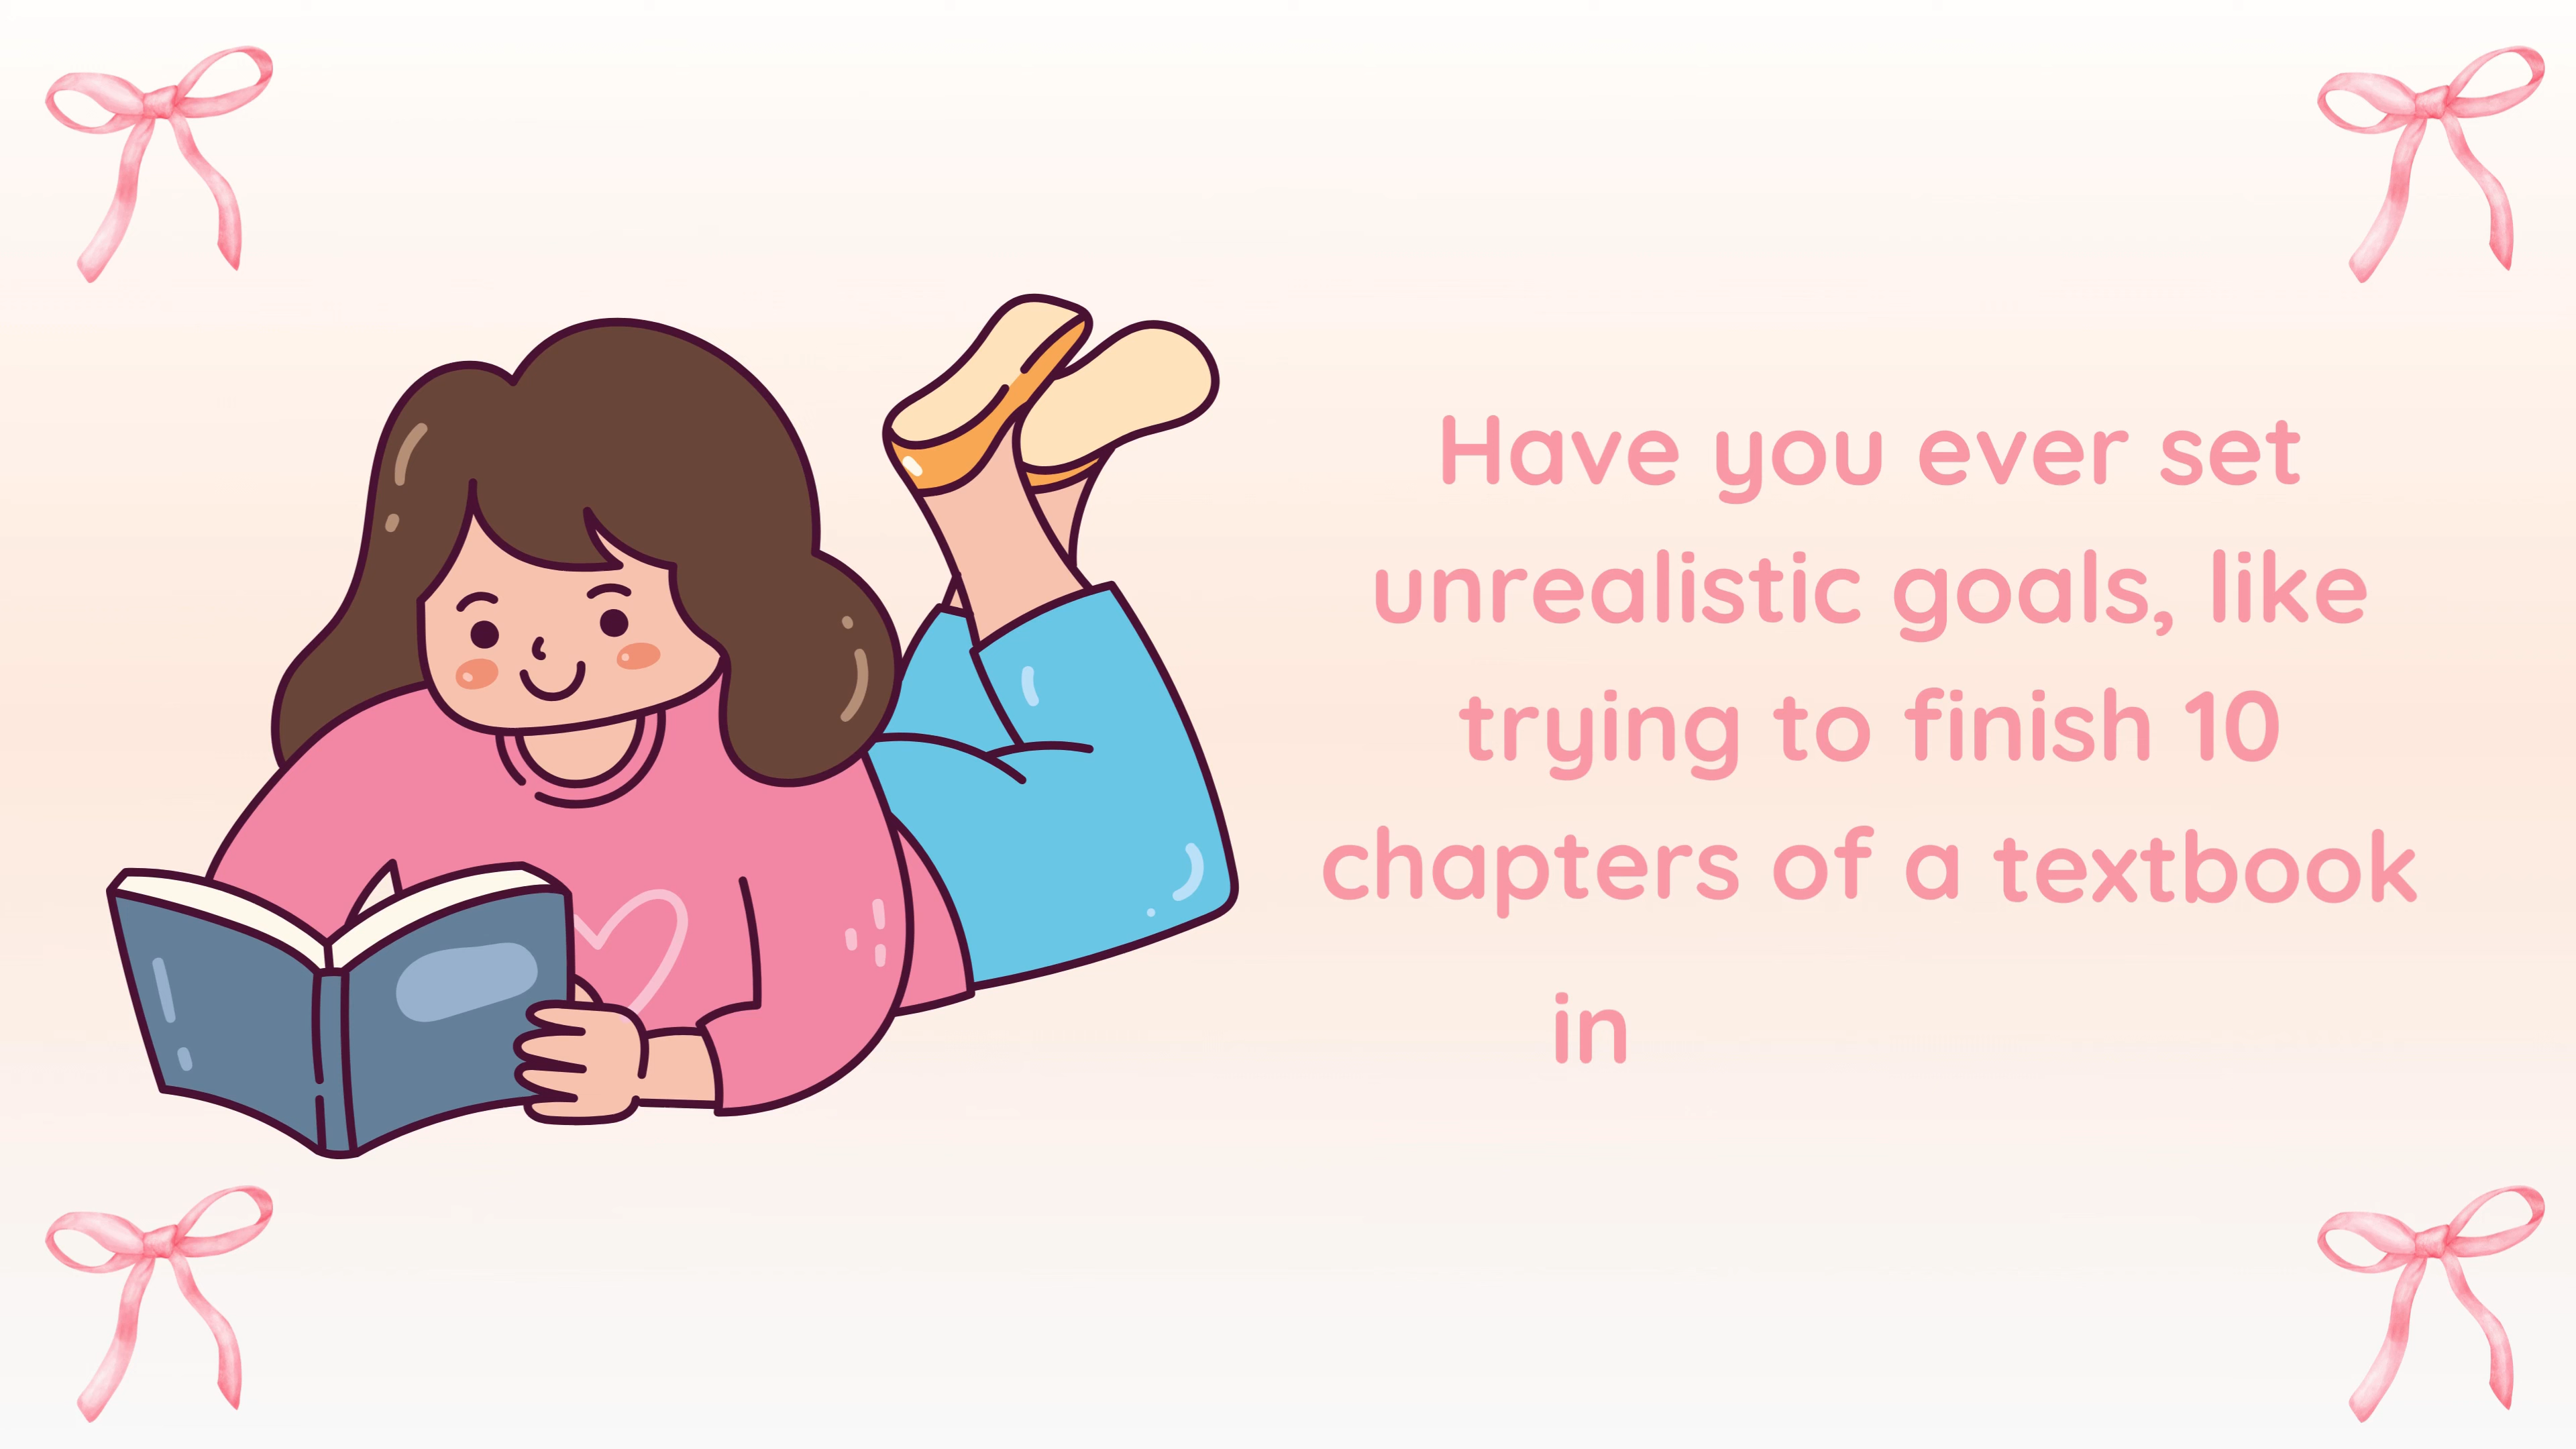 Have you ever set
unrealistic goals, like
trying to finish 10
chapters of a textbook
in